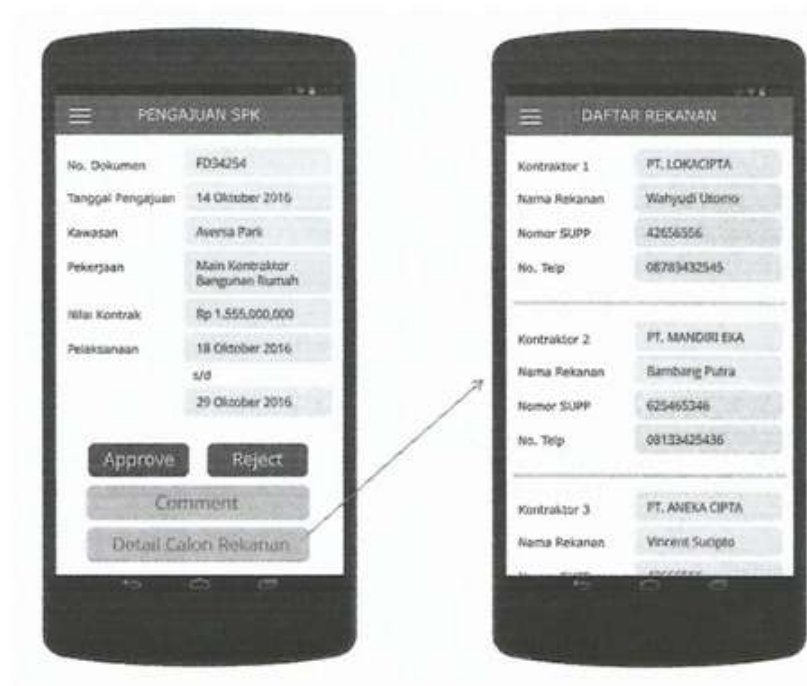 PENGAJUAN SPK
No. Dokumen FD34254
Tanggal Pengajuan 14 Oktober 2016
Kawasan Aversa Park
Pekerjaan Main Kontraktor
Bangunan Rumah
Nilai Kontrak Rp 1.555,000,000
Pelaksanaan 18 Oktober 2016
s/d
29 Oktober 2016
Approve Reject
Comment
Detail Calon Rekanan
DAFTAR REKANAN
Kontraktor 1 PT. LOKACIPTA
Nama Rekanan Wahyudi Utomo
Nomor SUPP 42656556
No. Telp 08783432545
Kontraktor 2 PT. MANDIRI EKA
Nama Rekanan Bambang Putra
Nomor SUPP 625465346
No. Telp 08133425436
Kontraktor 3 PT. ANEKA CIPTA
Nama Rekanan Vincent Sucipto